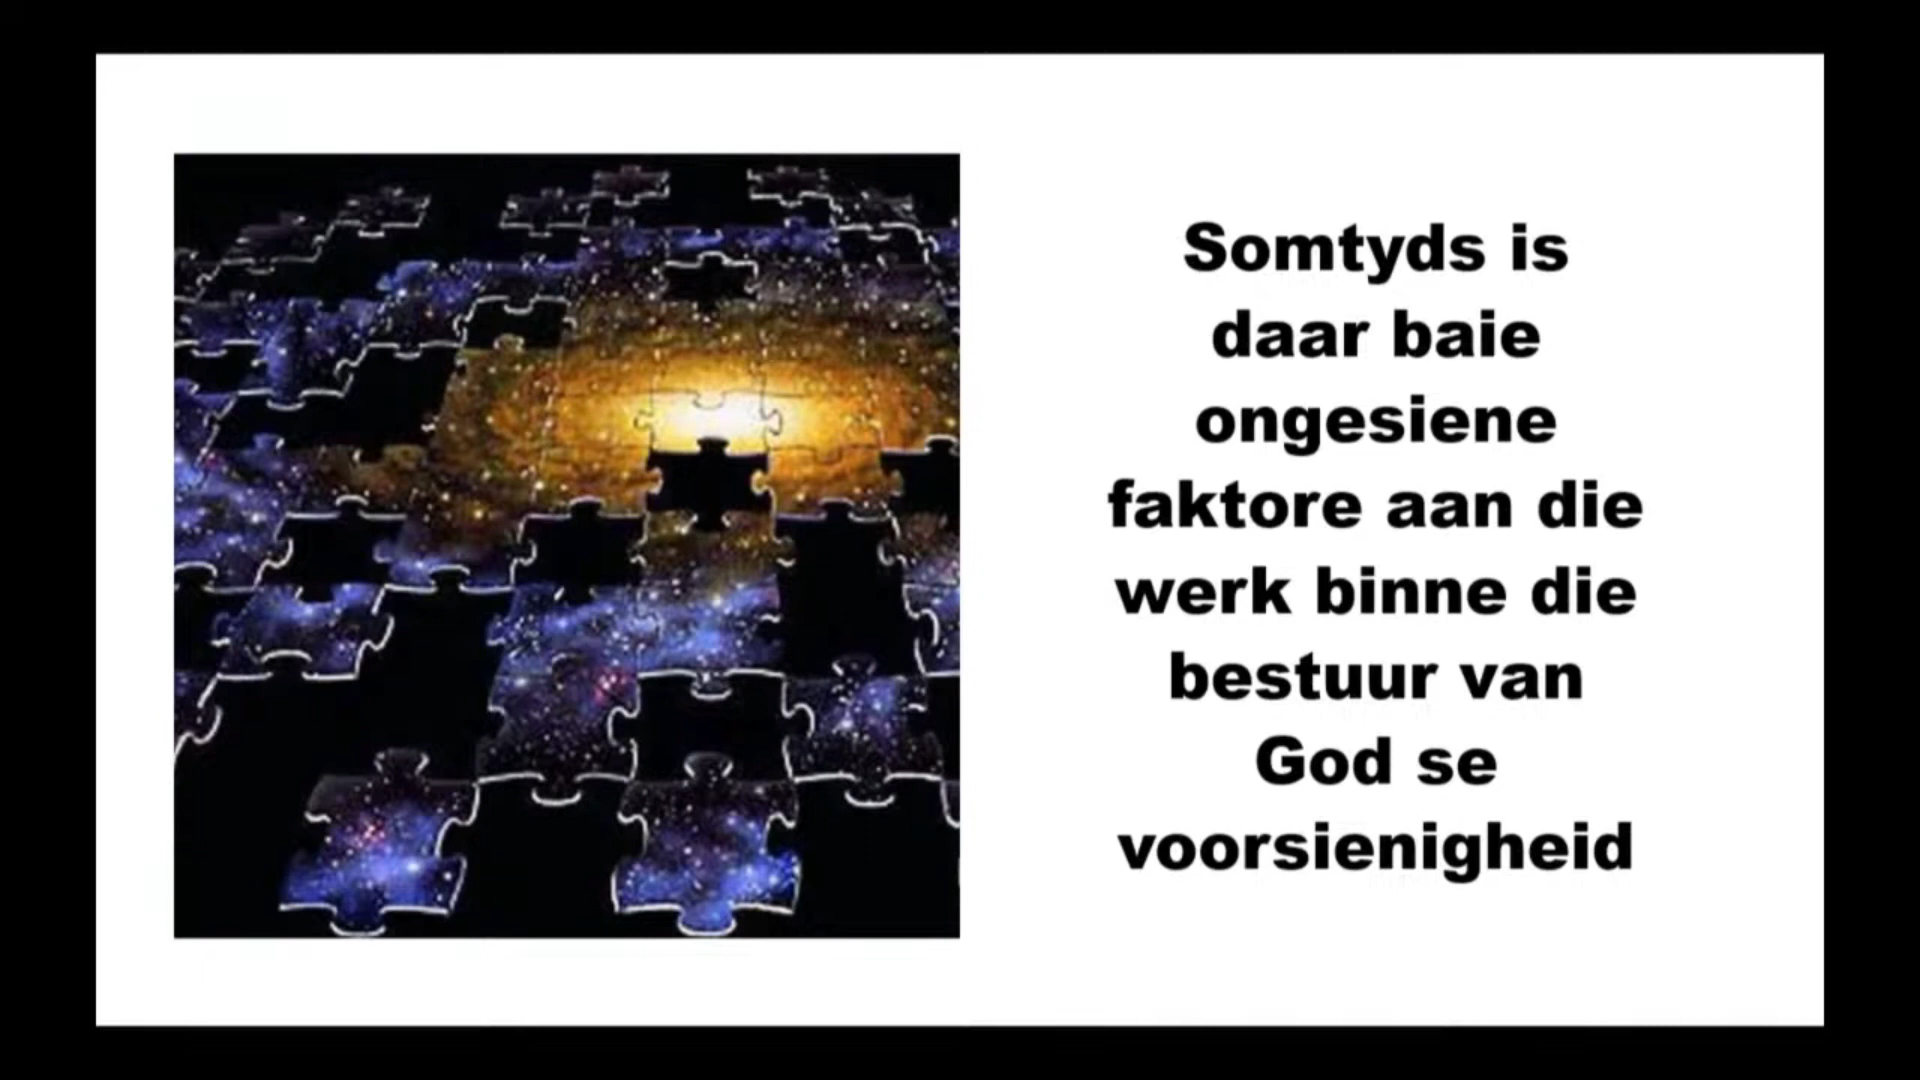 Somtyds is
daar baie
ongesiene
faktore aan die
werk binne die
bestuur van
God se
voorsienigheid